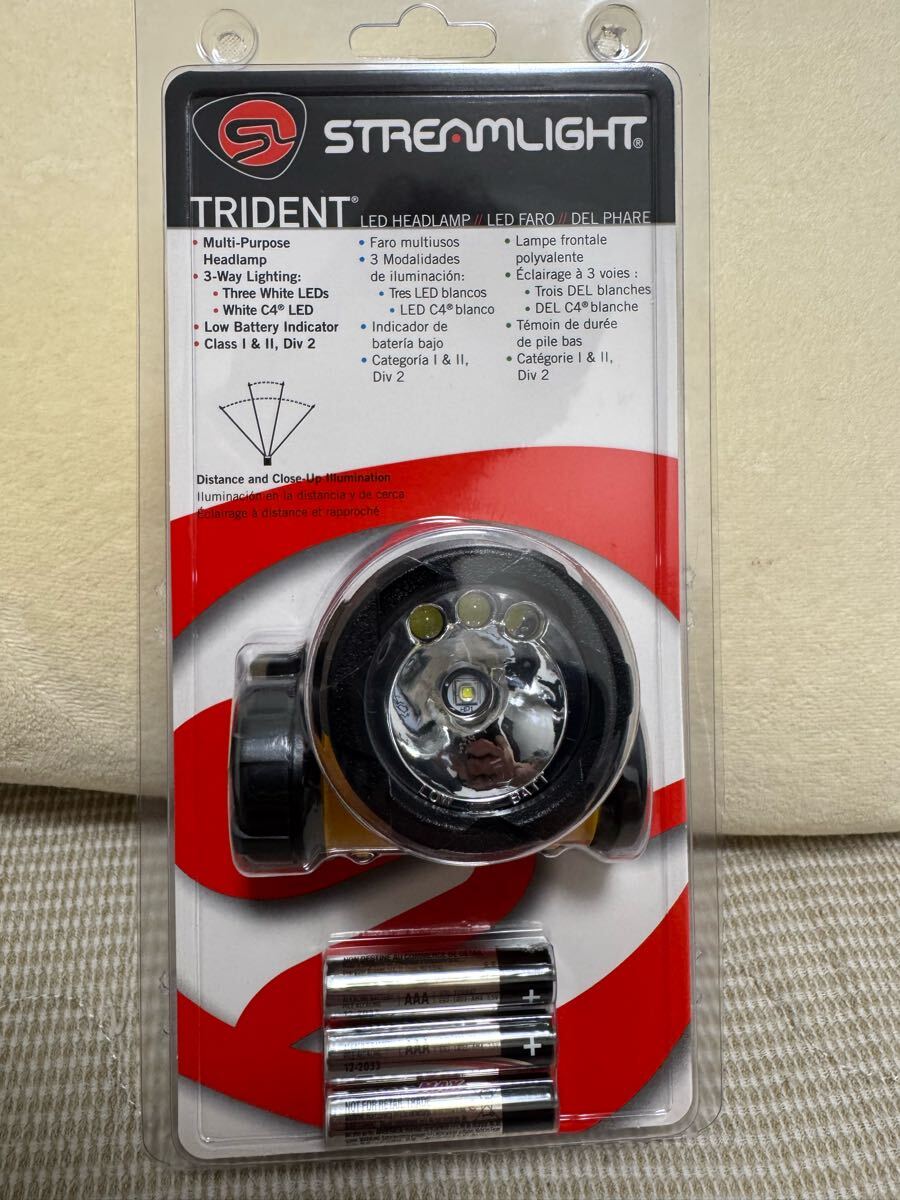 STREAMLIGHT®
TRIDENT® LED HEADLAMP // LED FARO // DEL PHARE
• Multi-Purpose
Headlamp
• 3-Way Lighting:
• Three White LEDs
• White C4® LED
• Low Battery Indicator
• Class I & II, Div 2
• Faro multiusos
• 3 Modalidades
de iluminación:
• Tres LED blancos
• LED C4® blanco
• Indicador de
batería bajo
• Categoría I & II,
Div 2
• Lampe frontale
polyvalente
• Éclairage à 3 voies :
• Trois DEL blanches
• DEL C4® blanche
• Témoin de durée
de pile bas
• Catégorie I & II,
Div 2
Distance and Close-Up Illumination
Iluminación en la distancia y de cerca
Éclairage à distance et rapproché
LOW BATT
AAA
+
AAA
+
12-2033
NOT FOR RETAIL TRADE